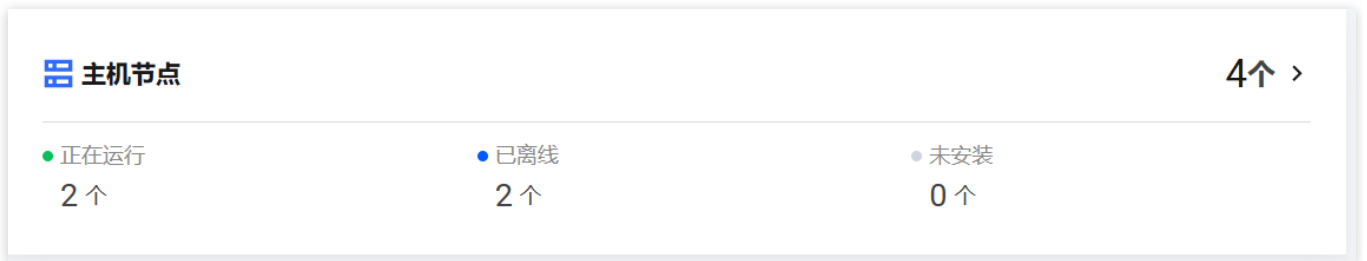 主机节点 4个
正在运行 已离线 未安装
2 个 2 个 0 个